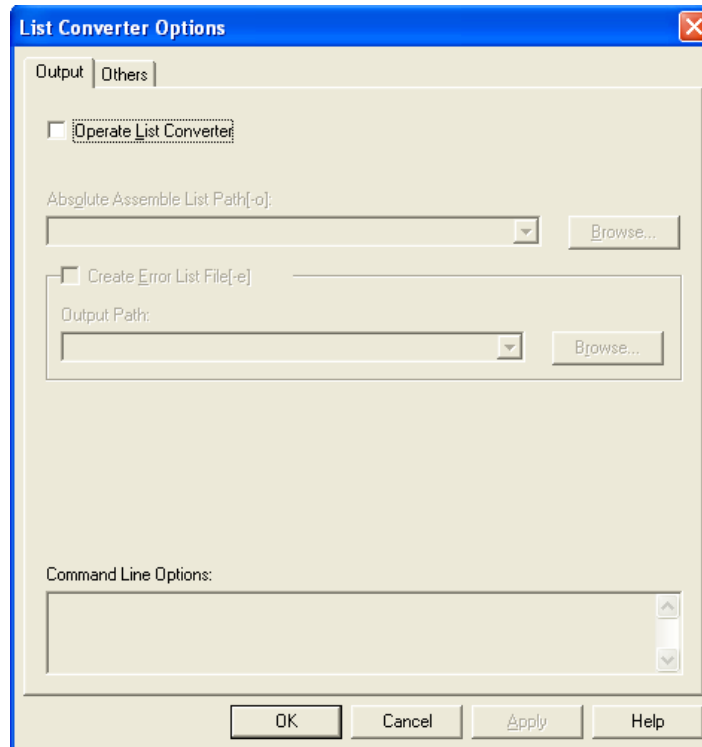 List Converter Options
Output Others
Operate List Converter
Absolute Assemble List Path[-o]:
Browse...
Create Error List File[-e]
Output Path:
Browse...
Command Line Options:
OK Cancel Apply Help